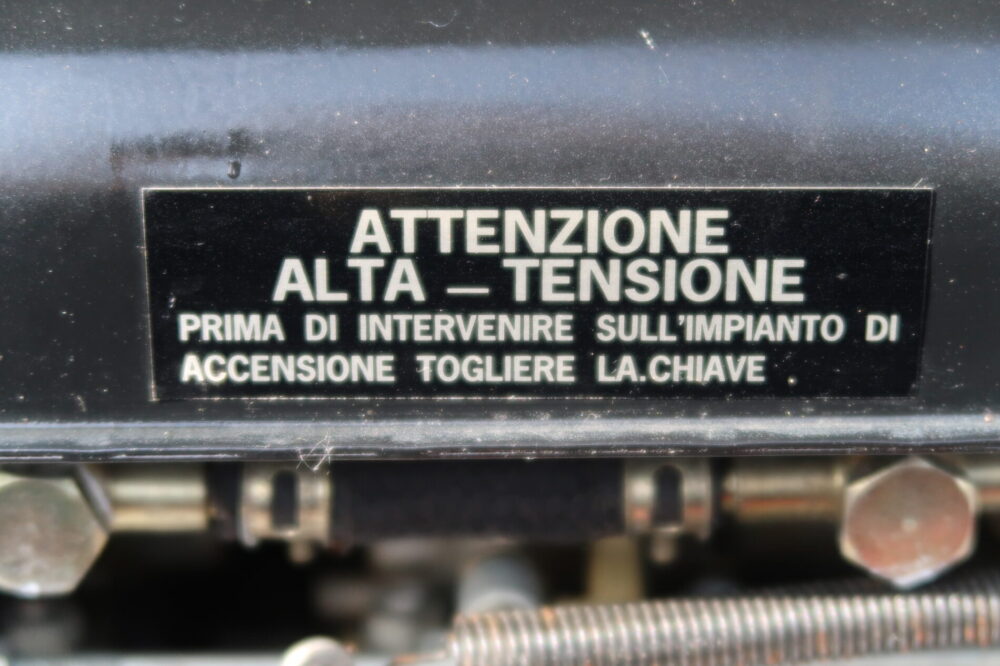 ATTENZIONE
ALTA — TENSIONE
PRIMA DI INTERVENIRE SULL'IMPIANTO DI
ACCENSIONE TOGLIERE LA.CHIAVE